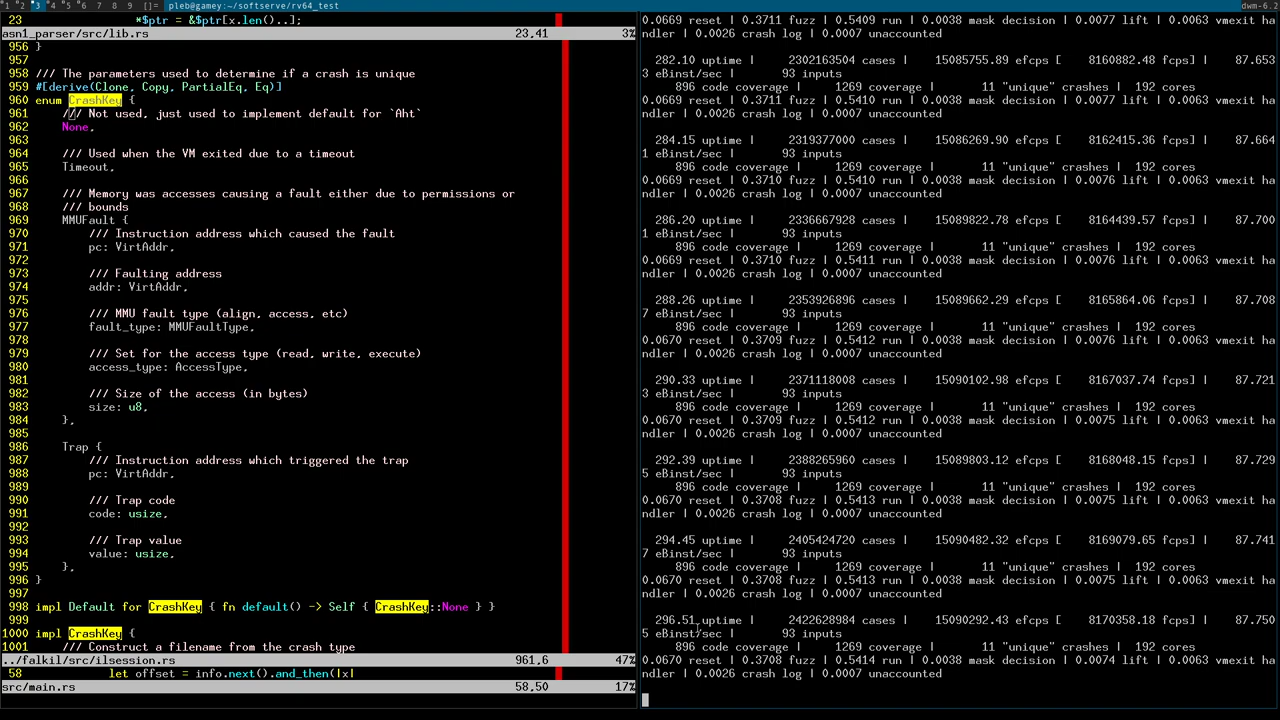 1 2 3 4 5 6 7 8 9 pleb@gamey:~/softserve/rv64_test dwm-6.2
23 *$ptr = &$ptr[x.len()..];
asn1_parser/src/lib.rs 23,41 3%
956 }
957
958 /// The parameters used to determine if a crash is unique
959 #[derive(Clone, Copy, PartialEq, Eq)]
960 enum CrashKey {
961 /// Not used, just used to implement default for `Aht`
962 None,
963
964 /// Used when the VM exited due to a timeout
965 Timeout,
966
967 /// Memory was accesses causing a fault either due to permissions or
968 /// bounds
969 MMUFault {
970 /// Instruction address which caused the fault
971 pc: VirtAddr,
972
973 /// Faulting address
974 addr: VirtAddr,
975
976 /// MMU fault type (align, access, etc)
977 fault_type: MMUFaultType,
978
979 /// Set for the access type (read, write, execute)
980 access_type: AccessType,
981
982 /// Size of the access (in bytes)
983 size: u8,
984 },
985
986 Trap {
987 /// Instruction address which triggered the trap
988 pc: VirtAddr,
989
990 /// Trap code
991 code: usize,
992
993 /// Trap value
994 value: usize,
995 },
996 }
997
998 impl Default for CrashKey { fn default() -> Self { CrashKey::None } }
999
1000 impl CrashKey {
1001 /// Construct a filename from the crash type
../falkil/src/ilsession.rs 961,6 47%
58 let offset = info.next().and_then(|x|
src/main.rs 58,50 17%
0.0669 reset | 0.3711 fuzz | 0.5409 run | 0.0038 mask decision | 0.0077 lift | 0.0063 vmexit ha
ndler | 0.0026 crash log | 0.0007 unaccounted
282.10 uptime | 2302163504 cases | 15085755.89 efcps [ 8160882.48 fcps] | 87.653
3 eBinst/sec | 93 inputs
896 code coverage | 1269 coverage | 11 "unique" crashes | 192 cores
0.0669 reset | 0.3711 fuzz | 0.5410 run | 0.0038 mask decision | 0.0077 lift | 0.0063 vmexit ha
ndler | 0.0026 crash log | 0.0007 unaccounted
284.15 uptime | 2319377000 cases | 15086269.90 efcps [ 8162415.36 fcps] | 87.664
1 eBinst/sec | 93 inputs
896 code coverage | 1269 coverage | 11 "unique" crashes | 192 cores
0.0669 reset | 0.3711 fuzz | 0.5410 run | 0.0038 mask decision | 0.0076 lift | 0.0063 vmexit ha
ndler | 0.0026 crash log | 0.0007 unaccounted
286.20 uptime | 2336667928 cases | 15089822.78 efcps [ 8164439.57 fcps] | 87.700
1 eBinst/sec | 93 inputs
896 code coverage | 1269 coverage | 11 "unique" crashes | 192 cores
0.0669 reset | 0.3710 fuzz | 0.5411 run | 0.0038 mask decision | 0.0076 lift | 0.0063 vmexit ha
ndler | 0.0026 crash log | 0.0007 unaccounted
288.26 uptime | 2353926896 cases | 15089662.29 efcps [ 8165864.06 fcps] | 87.708
7 eBinst/sec | 93 inputs
896 code coverage | 1269 coverage | 11 "unique" crashes | 192 cores
0.0670 reset | 0.3709 fuzz | 0.5412 run | 0.0038 mask decision | 0.0076 lift | 0.0063 vmexit ha
ndler | 0.0026 crash log | 0.0007 unaccounted
290.33 uptime | 2371118008 cases | 15090102.98 efcps [ 8167037.74 fcps] | 87.721
3 eBinst/sec | 93 inputs
896 code coverage | 1269 coverage | 11 "unique" crashes | 192 cores
0.0670 reset | 0.3709 fuzz | 0.5412 run | 0.0038 mask decision | 0.0075 lift | 0.0063 vmexit ha
ndler | 0.0026 crash log | 0.0007 unaccounted
292.39 uptime | 2388265960 cases | 15089803.12 efcps [ 8168048.15 fcps] | 87.729
5 eBinst/sec | 93 inputs
896 code coverage | 1269 coverage | 11 "unique" crashes | 192 cores
0.0670 reset | 0.3708 fuzz | 0.5413 run | 0.0038 mask decision | 0.0075 lift | 0.0063 vmexit ha
ndler | 0.0026 crash log | 0.0007 unaccounted
294.45 uptime | 2405424720 cases | 15090482.32 efcps [ 8169079.65 fcps] | 87.741
7 eBinst/sec | 93 inputs
896 code coverage | 1269 coverage | 11 "unique" crashes | 192 cores
0.0670 reset | 0.3708 fuzz | 0.5413 run | 0.0038 mask decision | 0.0075 lift | 0.0063 vmexit ha
ndler | 0.0026 crash log | 0.0007 unaccounted
296.51 uptime | 2422628984 cases | 15090292.43 efcps [ 8170358.18 fcps] | 87.750
5 eBinst/sec | 93 inputs
896 code coverage | 1269 coverage | 11 "unique" crashes | 192 cores
0.0670 reset | 0.3708 fuzz | 0.5414 run | 0.0038 mask decision | 0.0074 lift | 0.0063 vmexit ha
ndler | 0.0026 crash log | 0.0007 unaccounted